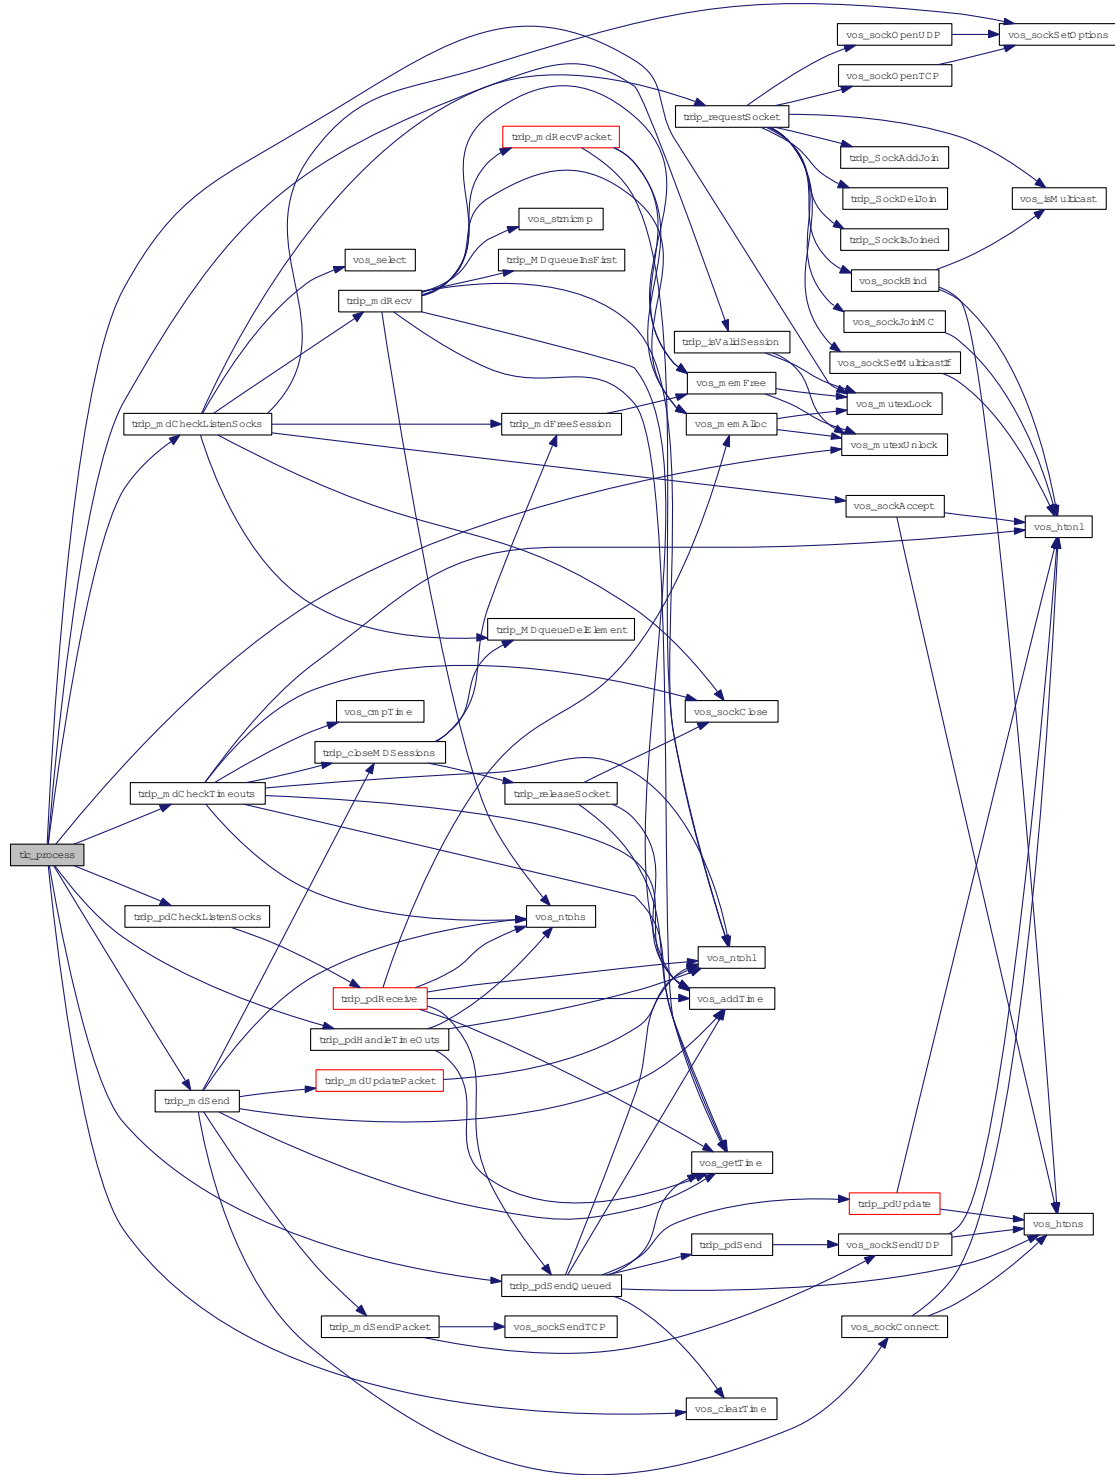 vos_sockOpenUDP
vos_sockSetOptions
vos_sockOpenTCP
trdp_requestSocket
trdp_mdRecvPacket
trdp_SockAddJoin
trdp_SockDelJoin
vos_isMulticast
vos_strnicmp
trdp_SockIsJoined
vos_select
trdp_MDqueueInsFirst
vos_sockBind
trdp_mdRecv
vos_sockJoinMC
trdp_isValidSession
vos_sockSetMulticastIf
vos_memFree
vos_mutexLock
trdp_mdCheckListenSocks
trdp_mdFreeSession
vos_memAlloc
vos_mutexUnlock
vos_sockAccept
vos_htonl
trdp_MDqueueDelElement
vos_cmpTime
vos_sockClose
trdp_closeMDSessions
trdp_mdCheckTimeouts
trdp_releaseSocket
tlc_process
trdp_pdCheckListenSocks
vos_ntohs
vos_ntohl
trdp_pdReceive
vos_addTime
trdp_pdHandleTimeOuts
trdp_mdUpdatePacket
trdp_mdSend
vos_getTime
trdp_pdUpdate
vos_htons
trdp_pdSend
vos_sockSendUDP
trdp_pdSendQueued
trdp_mdSendPacket
vos_sockSendTCP
vos_sockConnect
vos_clearTime